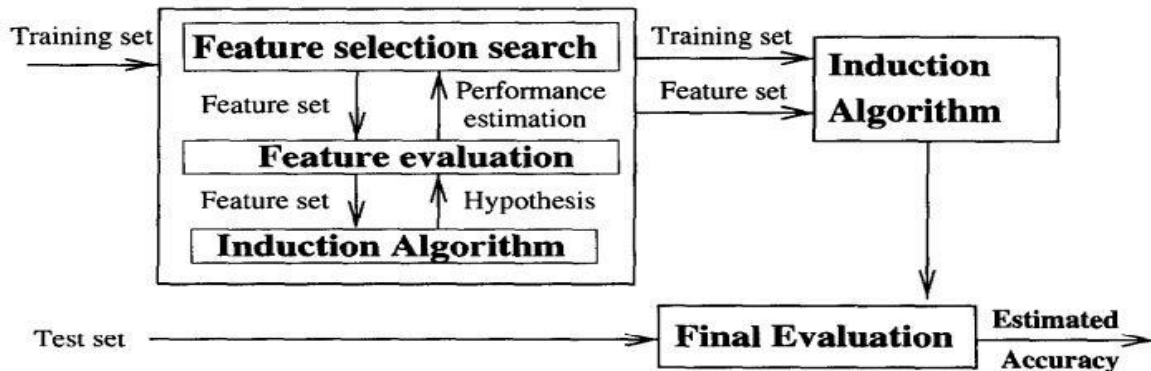 Training set
Feature selection search
Feature set
Performance
estimation
Feature evaluation
Feature set
Hypothesis
Induction Algorithm
Training set
Feature set
Induction
Algorithm
Test set
Final Evaluation
Estimated
Accuracy